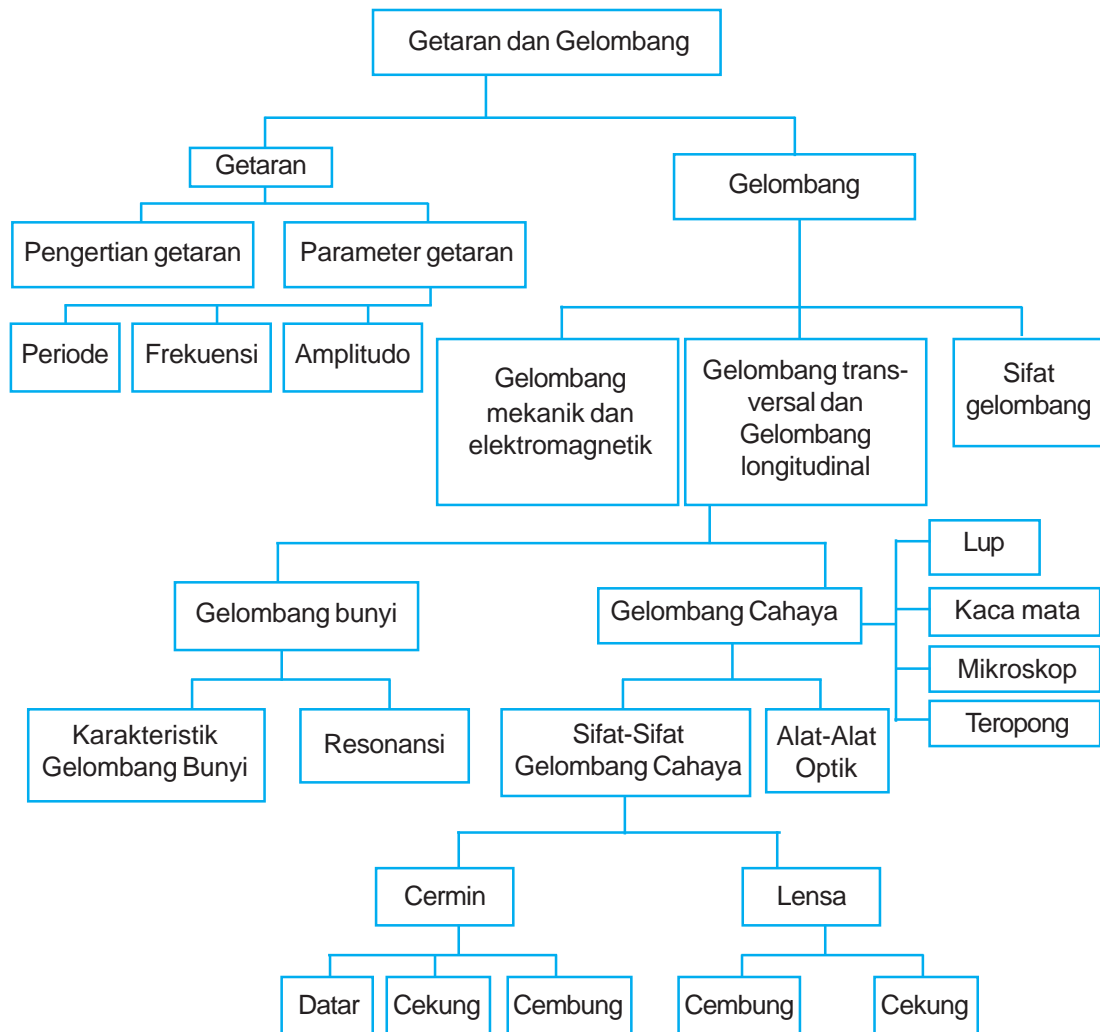 Getaran dan Gelombang
Getaran
Gelombang
Pengertian getaran
Parameter getaran
Periode
Frekuensi
Amplitudo
Gelombang
mekanik dan
elektromagnetik
Gelombang trans-
versal dan
Gelombang
longitudinal
Sifat
gelombang
Gelombang bunyi
Gelombang Cahaya
Lup
Kaca mata
Mikroskop
Teropong
Karakteristik
Gelombang Bunyi
Resonansi
Sifat-Sifat
Gelombang Cahaya
Alat-Alat
Optik
Cermin
Lensa
Datar
Cekung
Cembung
Cembung
Cekung